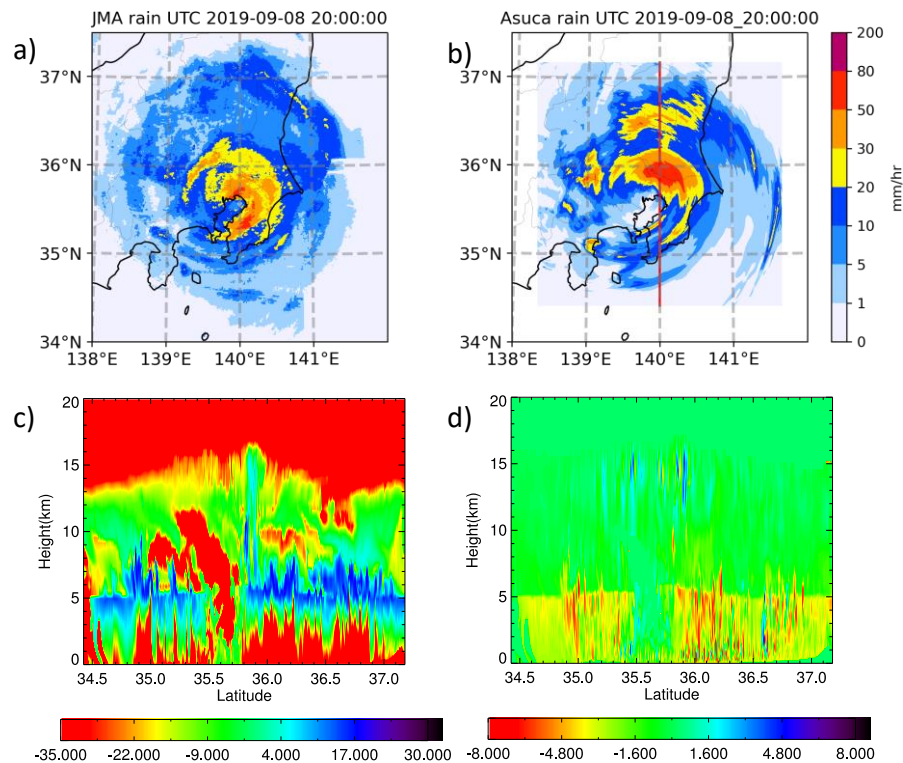 JMA rain UTC 2019-09-08 20:00:00
Asuca rain UTC 2019-09-08_20:00:00
a)
b)
37°N
36°N
35°N
34°N
138°E 139°E 140°E 141°E
37°N
36°N
35°N
34°N
138°E 139°E 140°E 141°E
200
80
50
30
20
10
5
1
0
mm/hr
c)
d)
20
15
10
5
0
Height(km)
34.5 35.0 35.5 36.0 36.5 37.0
Latitude
20
15
10
5
0
Height(km)
34.5 35.0 35.5 36.0 36.5 37.0
Latitude
-35.000 -22.000 -9.000 4.000 17.000 30.000
-8.000 -4.800 -1.600 1.600 4.800 8.000